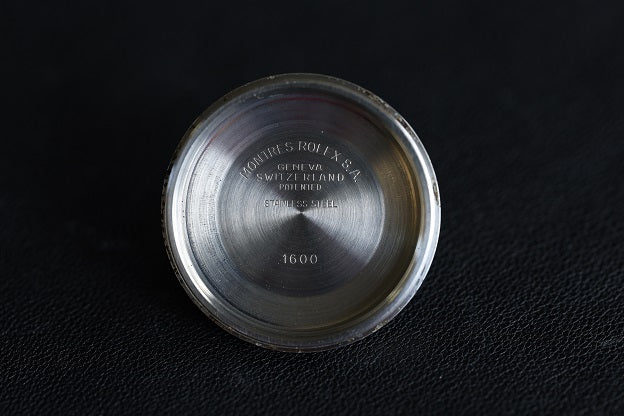 MONTRES ROLEX S.A.
GENEVA
SWITZERLAND
PATENTED
STAINLESS STEEL
1600